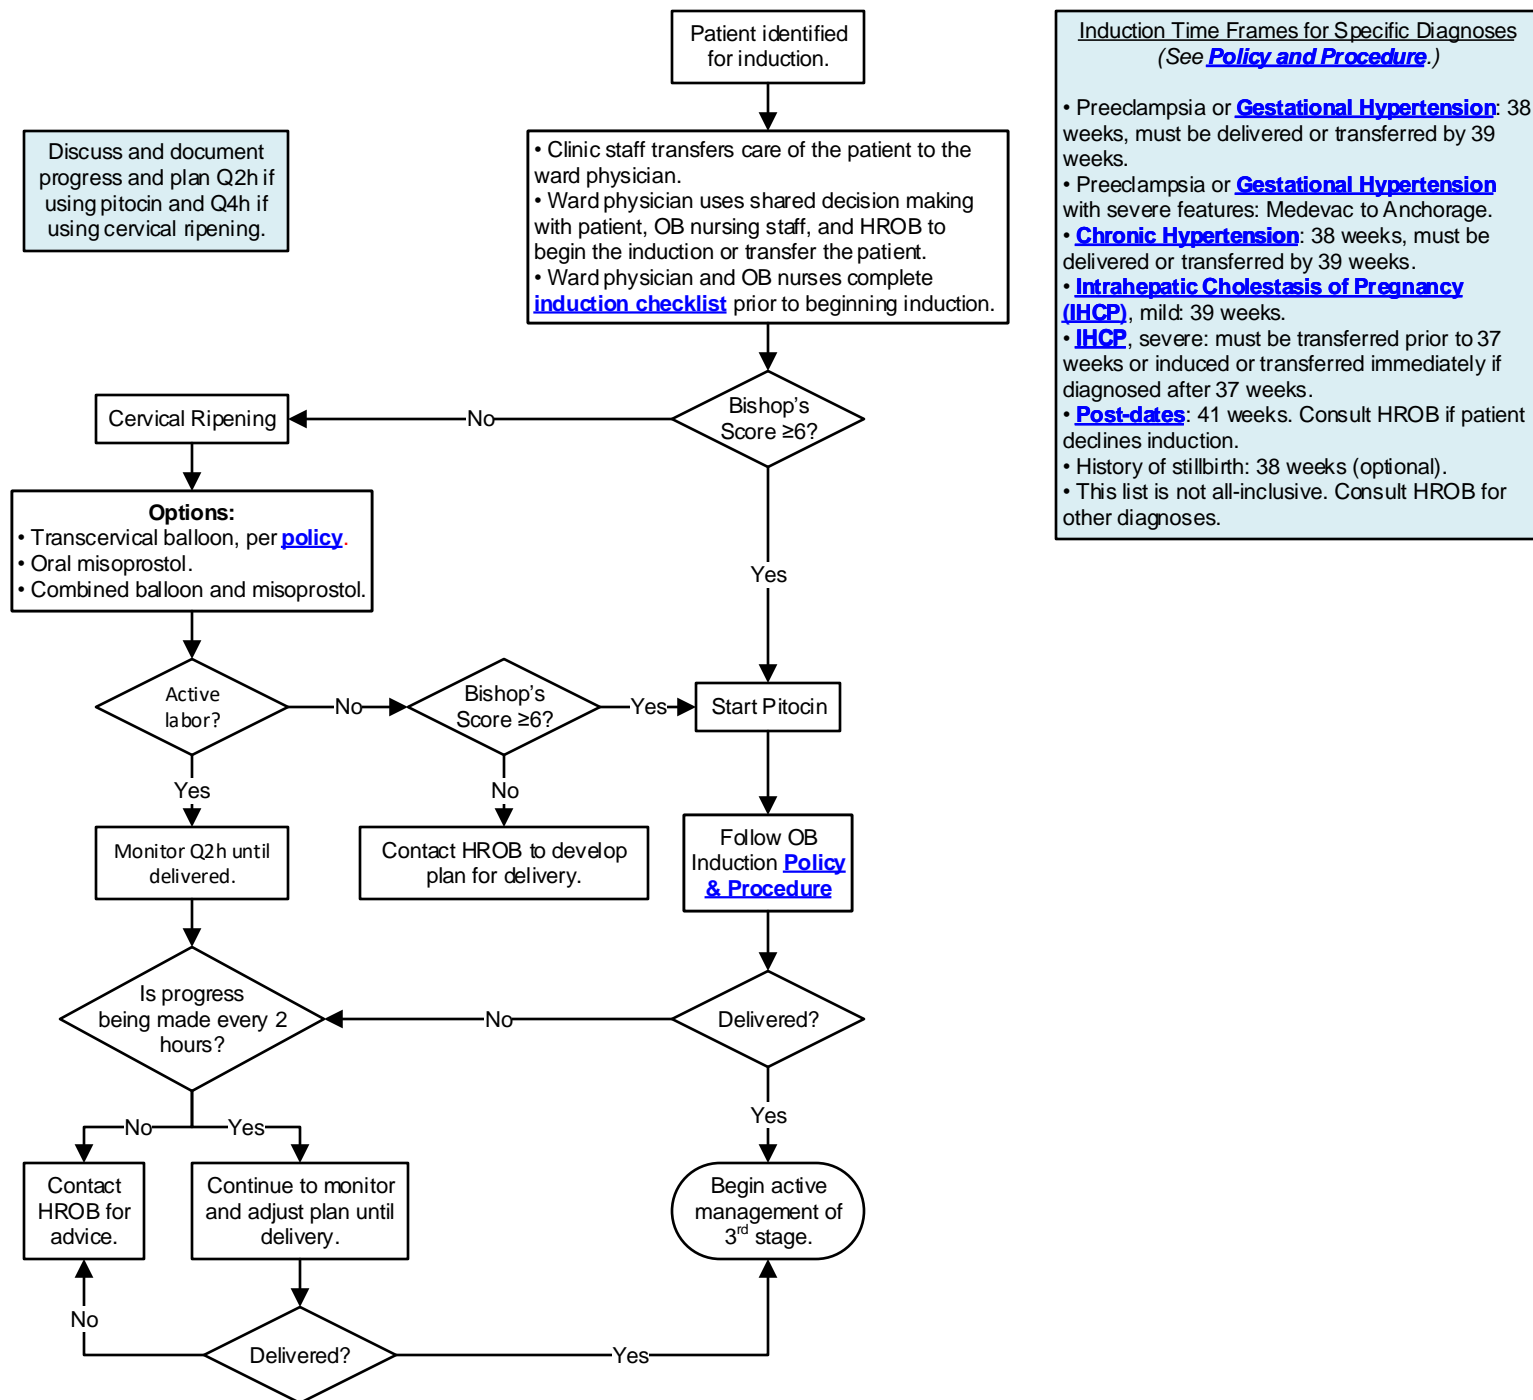 Patient identified
for induction.
Induction Time Frames for Specific Diagnoses
(See Policy and Procedure.)
• Preeclampsia or Gestational Hypertension: 38
weeks, must be delivered or transferred by 39
weeks.
• Preeclampsia or Gestational Hypertension
with severe features: Medevac to Anchorage.
• Chronic Hypertension: 38 weeks, must be
delivered or transferred by 39 weeks.
• Intrahepatic Cholestasis of Pregnancy
(IHCP), mild: 39 weeks.
• IHCP, severe: must be transferred prior to 37
weeks or induced or transferred immediately if
diagnosed after 37 weeks.
• Post-dates: 41 weeks. Consult HROB if patient
declines induction.
• History of stillbirth: 38 weeks (optional).
• This list is not all-inclusive. Consult HROB for
other diagnoses.
Discuss and document
progress and plan Q2h if
using pitocin and Q4h if
using cervical ripening.
• Clinic staff transfers care of the patient to the
ward physician.
• Ward physician uses shared decision making
with patient, OB nursing staff, and HROB to
begin the induction or transfer the patient.
• Ward physician and OB nurses complete
induction checklist prior to beginning induction.
Bishop's
Score ≥6?
No
Cervical Ripening
Yes
Options:
• Transcervical balloon, per policy.
• Oral misoprostol.
• Combined balloon and misoprostol.
Active
labor?
No
Bishop's
Score ≥6?
Yes
Start Pitocin
Yes
No
Monitor Q2h until
delivered.
Contact HROB to develop
plan for delivery.
Follow OB
Induction Policy
& Procedure
Is progress
being made every 2
hours?
No
Delivered?
Yes
No
Yes
Contact
HROB for
advice.
Continue to monitor
and adjust plan until
delivery.
Begin active
management of
3rd stage.
No
Delivered?
Yes